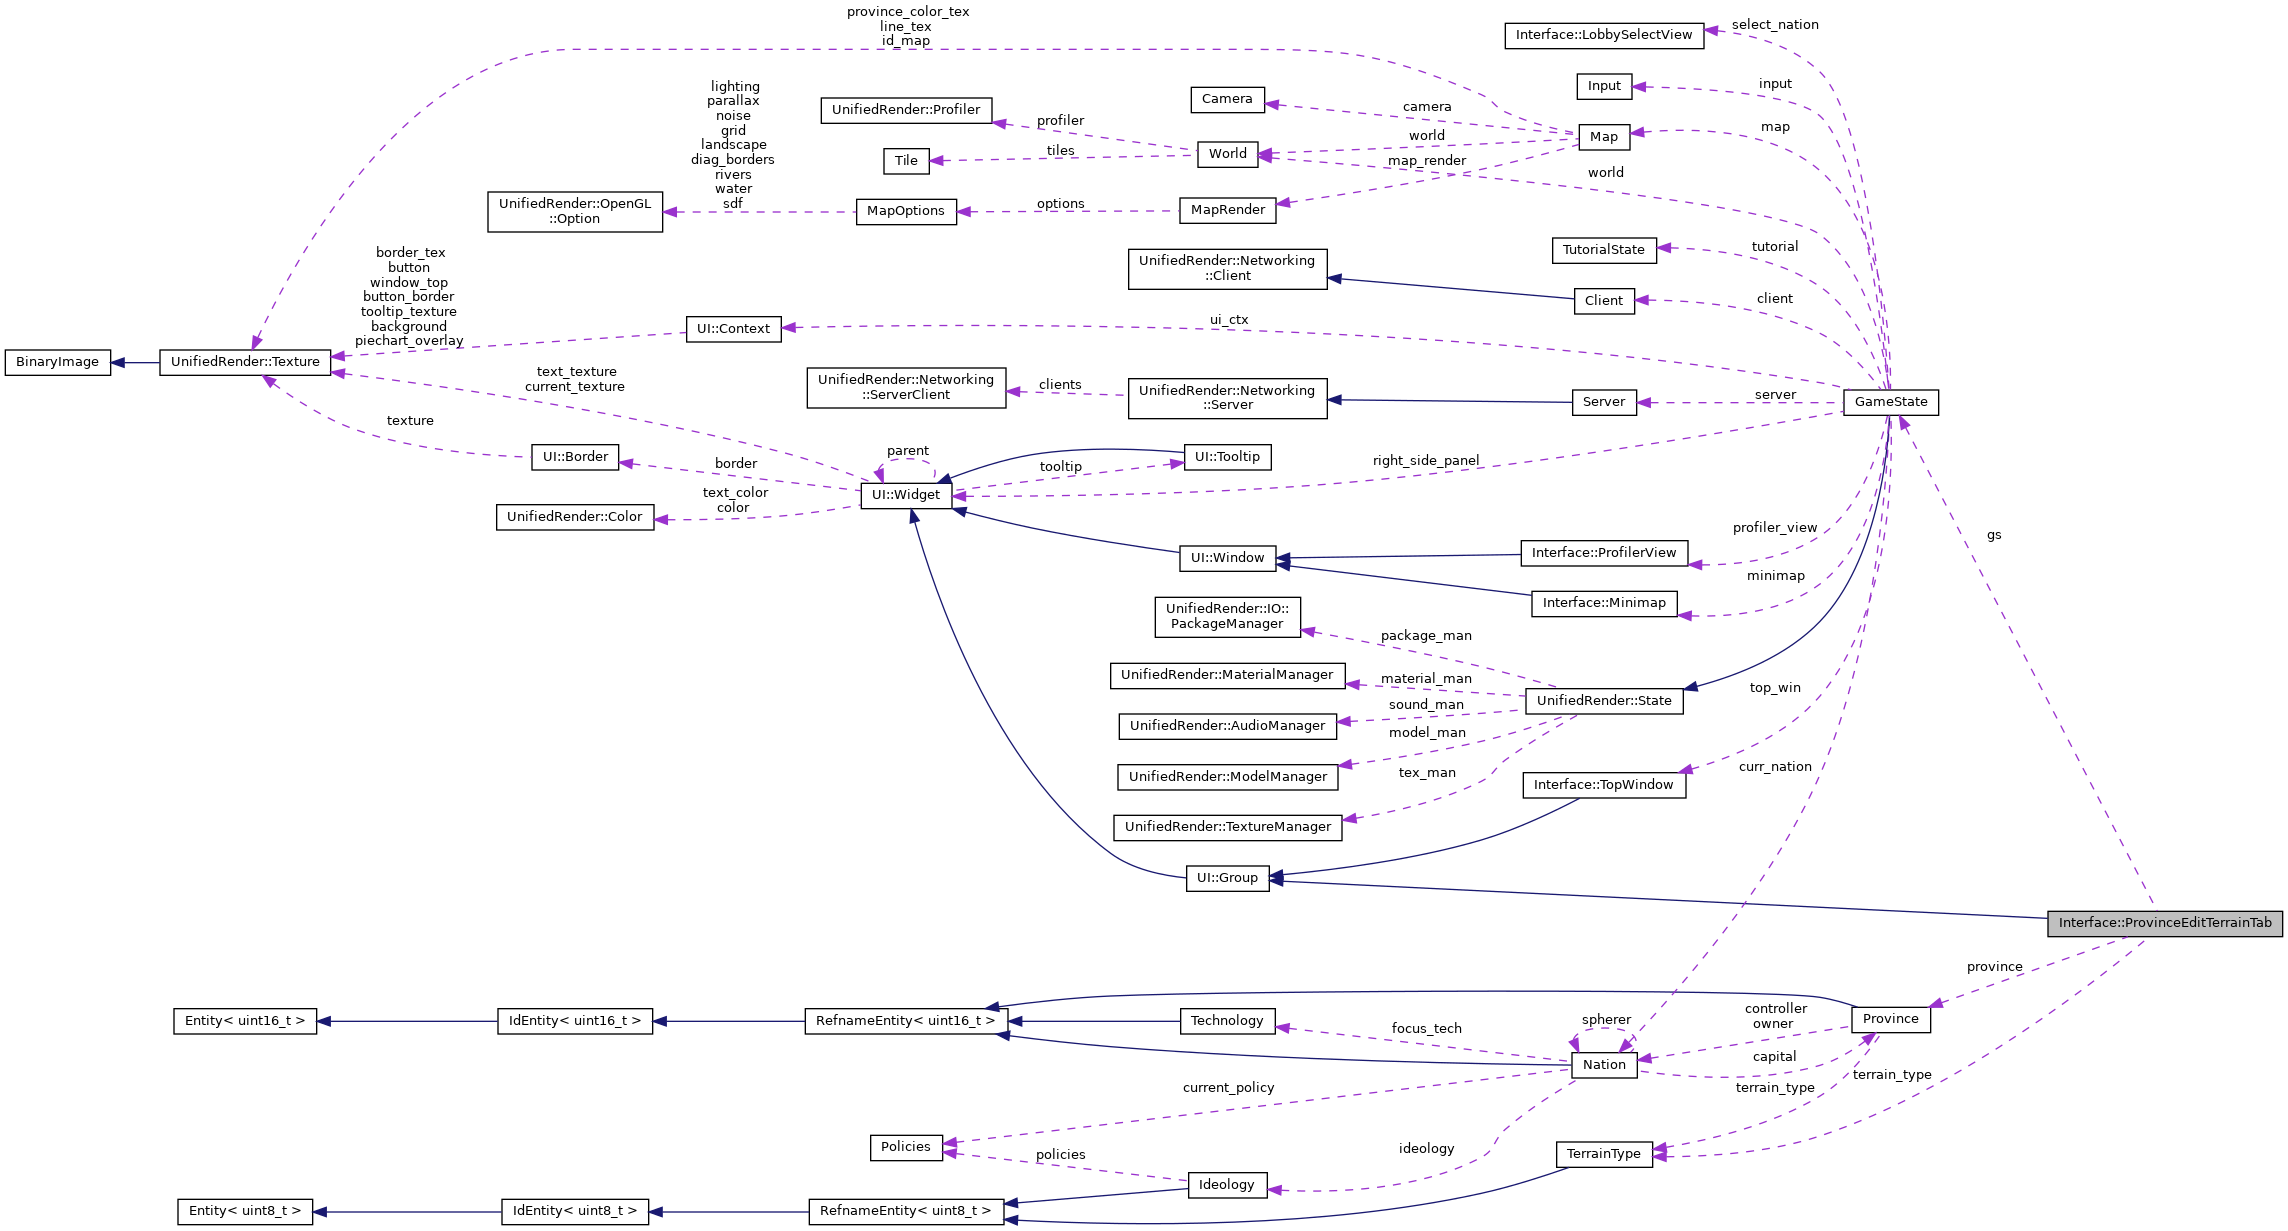 province_color_tex
line_tex
id_map
select_nation
Interface::LobbySelectView
input
Input
lighting
parallax
noise
grid
landscape
diag_borders
rivers
water
sdf
UnifiedRender::Profiler
profiler
Camera
camera
map
Map
world
Tile
tiles
World
map_render
world
UnifiedRender::OpenGL
::Option
MapOptions
options
MapRender
tutorial
TutorialState
border_tex
button
window_top
button_border
tooltip_texture
background
piechart_overlay
UnifiedRender::Networking
::Client
Client
client
UI::Context
ui_ctx
BinaryImage
UnifiedRender::Texture
text_texture
current_texture
UnifiedRender::Networking
::ServerClient
clients
UnifiedRender::Networking
::Server
Server
server
GameState
texture
UI::Border
border
parent
tooltip
UI::Tooltip
right_side_panel
text_color
color
UI::Widget
UnifiedRender::Color
profiler_view
gs
UI::Window
Interface::ProfilerView
minimap
Interface::Minimap
UnifiedRender::IO::
PackageManager
package_man
UnifiedRender::MaterialManager
material_man
UnifiedRender::State
top_win
UnifiedRender::AudioManager
sound_man
model_man
UnifiedRender::ModelManager
tex_man
curr_nation
Interface::TopWindow
UnifiedRender::TextureManager
UI::Group
Interface::ProvinceEditTerrainTab
province
Entity< uint16_t >
IdEntity< uint16_t >
RefnameEntity< uint16_t >
Technology
focus_tech
spherer
controller
owner
Province
capital
Nation
current_policy
terrain_type
terrain_type
Policies
policies
ideology
TerrainType
Ideology
Entity< uint8_t >
IdEntity< uint8_t >
RefnameEntity< uint8_t >